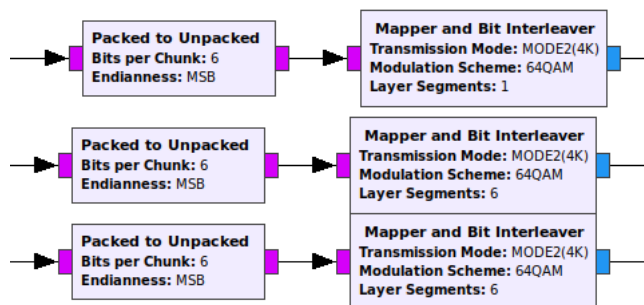 Packed to Unpacked
Bits per Chunk: 6
Endianness: MSB
Mapper and Bit Interleaver
Transmission Mode: MODE2(4K)
Modulation Scheme: 64QAM
Layer Segments: 1
Packed to Unpacked
Bits per Chunk: 6
Endianness: MSB
Mapper and Bit Interleaver
Transmission Mode: MODE2(4K)
Modulation Scheme: 64QAM
Layer Segments: 6
Packed to Unpacked
Bits per Chunk: 6
Endianness: MSB
Mapper and Bit Interleaver
Transmission Mode: MODE2(4K)
Modulation Scheme: 64QAM
Layer Segments: 6